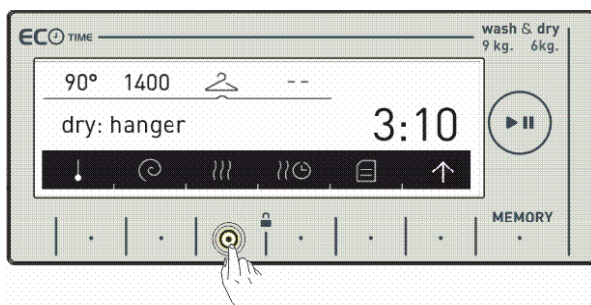 ECO TIME
wash & dry
9 kg. 6kg.
90° 1400 --
dry: hanger
3:10
MEMORY